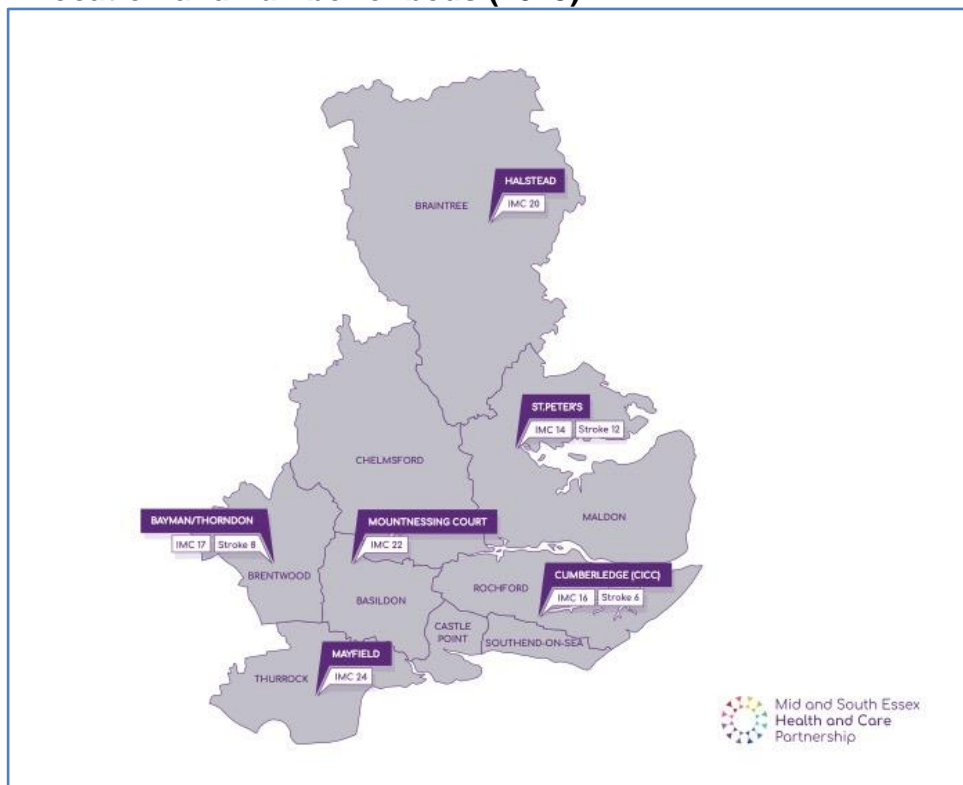 HALSTEAD
IMC 20
BRAINTREE
ST.PETER'S
IMC 14 Stroke 12
CHELMSFORD
MALDON
BAYMAN/THORNDON
IMC 17 Stroke 8
MOUNTNESSING COURT
IMC 22
BRENTWOOD
BASILDON
ROCHFORD
CUMBERLEDGE (CICC)
IMC 16 Stroke 6
CASTLE
POINT
SOUTHEND-ON-SEA
MAYFIELD
IMC 24
THURROCK
Mid and South Essex
Health and Care
Partnership